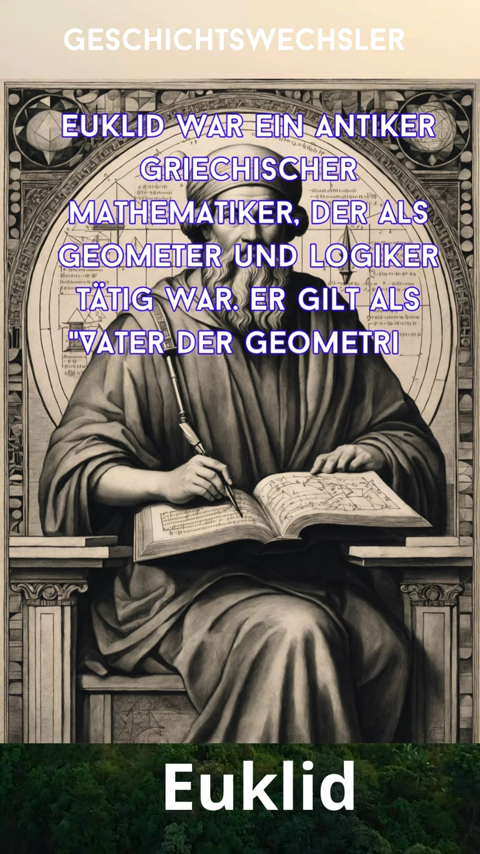 GESCHICHTSWECHSLER
EUKLID WAR EIN ANTIKER
GRIECHISCHER
MATHEMATIKER, DER ALS
GEOMETER UND LOGIKER
TÄTIG WAR. ER GILT ALS
"VATER DER GEOMETRI
Euklid